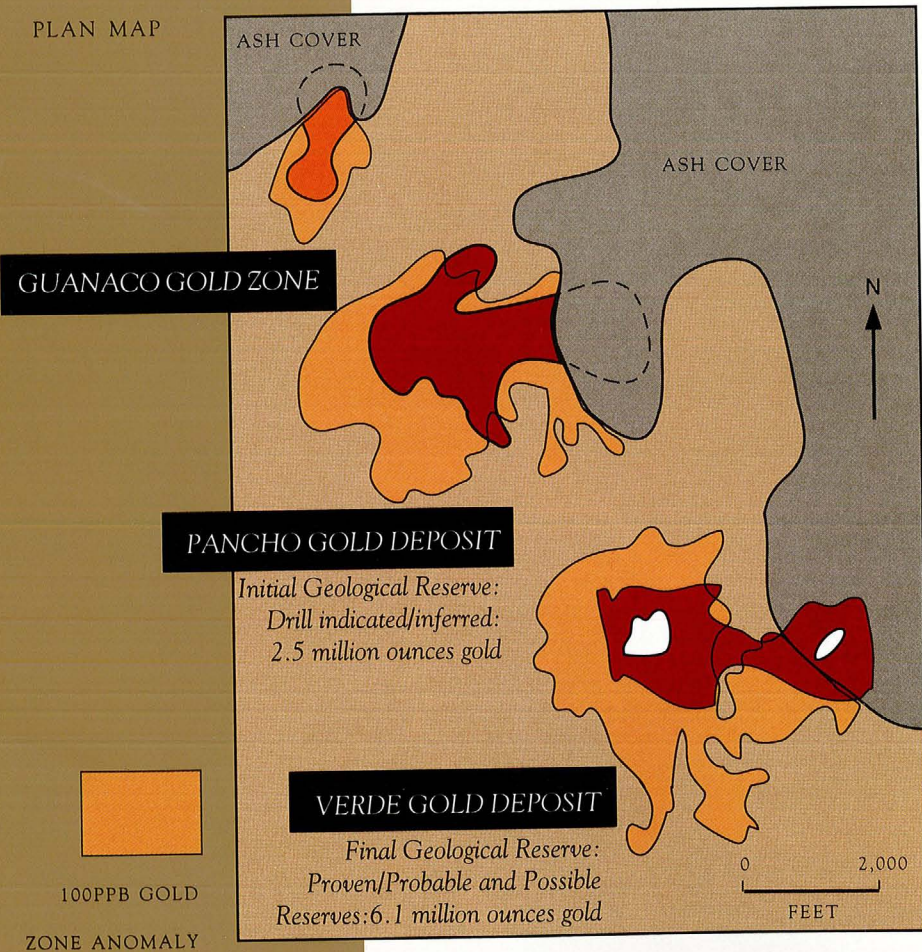 PLAN MAP
ASH COVER
ASH COVER
GUANACO GOLD ZONE
N
PANCHO GOLD DEPOSIT
Initial Geological Reserve:
Drill indicated/inferred:
2.5 million ounces gold
VERDE GOLD DEPOSIT
Final Geological Reserve:
Proven/Probable and Possible
Reserves:6.1 million ounces gold
0 2,000
FEET
100PPB GOLD
ZONE ANOMALY